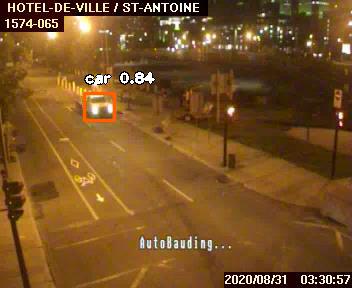 HOTEL-DE-VILLE / ST-ANTOINE
1574-065
car 0.84
AutoBauding...
2020/08/31 03:30:57